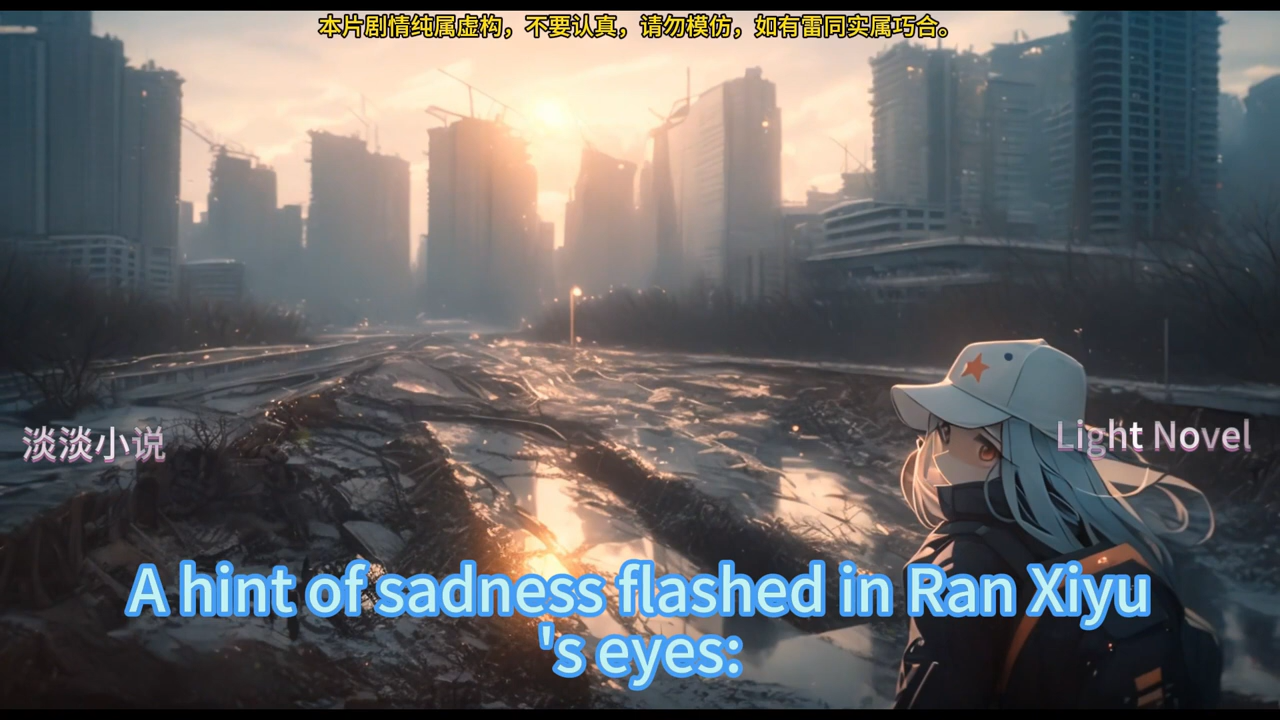 本片剧情纯属虚构，不要认真，请勿模仿，如有雷同实属巧合。
淡淡小说
Light Novel
A hint of sadness flashed in Ran Xiyu
's eyes: